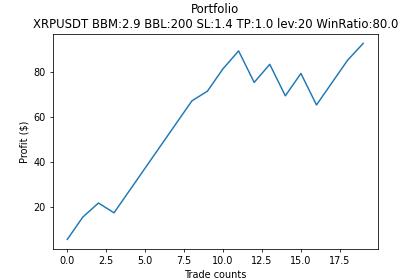 Portfolio
XRPUSDT BBM:2.9 BBL:200 SL:1.4 TP:1.0 lev:20 WinRatio:80.0
80
60
40
20
Profit ($)
0.0 2.5 5.0 7.5 10.0 12.5 15.0 17.5
Trade counts